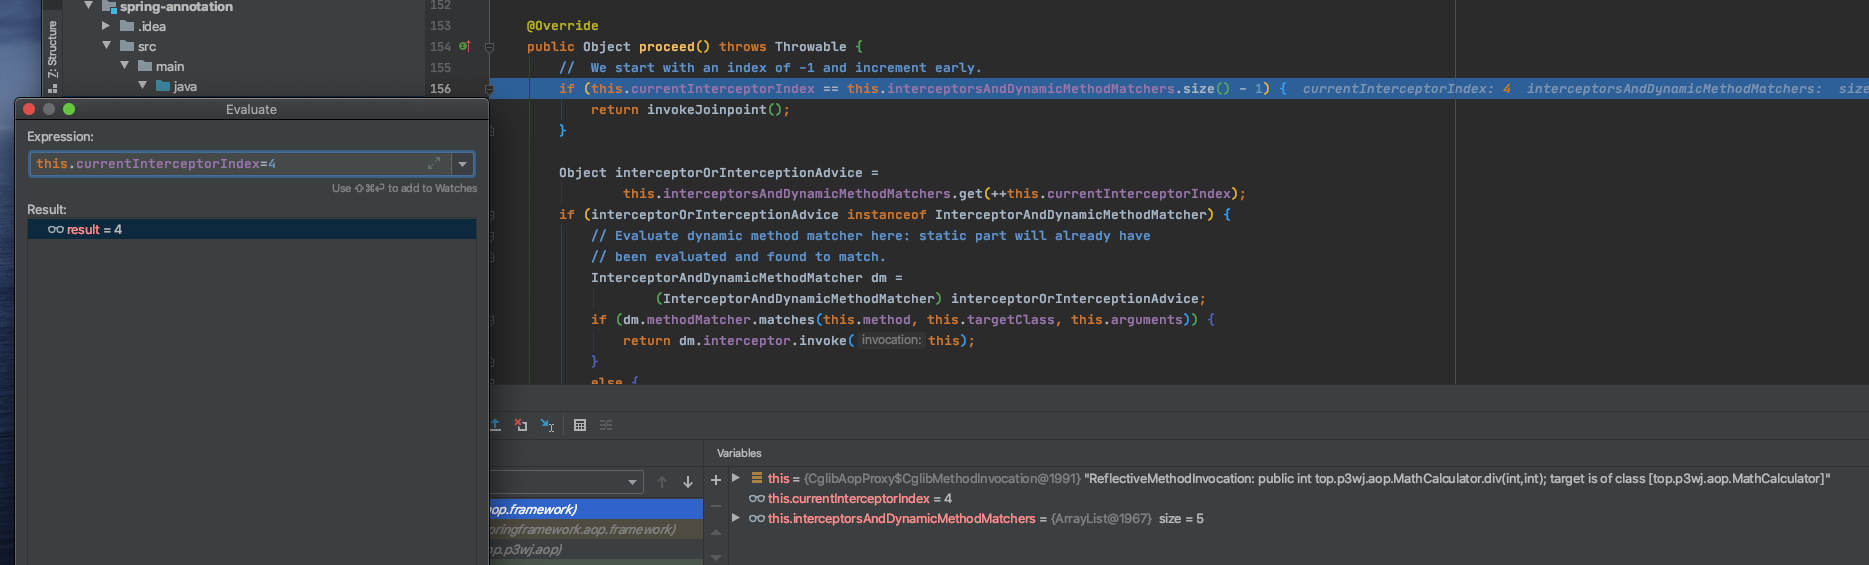 spring-annotation
.idea
src
main
java
Z: Structure
152
153
154
155
156
@Override
public Object proceed() throws Throwable {
//  We start with an index of -1 and increment early.
if (this.currentInterceptorIndex == this.interceptorsAndDynamicMethodMatchers.size() - 1) {  currentInterceptorIndex: 4  interceptorsAndDynamicMethodMatchers:  size
return invokeJoinpoint();
}
Object interceptorOrInterceptionAdvice =
this.interceptorsAndDynamicMethodMatchers.get(++this.currentInterceptorIndex);
if (interceptorOrInterceptionAdvice instanceof InterceptorAndDynamicMethodMatcher) {
// Evaluate dynamic method matcher here: static part will already have
// been evaluated and found to match.
InterceptorAndDynamicMethodMatcher dm =
(InterceptorAndDynamicMethodMatcher) interceptorOrInterceptionAdvice;
if (dm.methodMatcher.matches(this.method, this.targetClass, this.arguments)) {
return dm.interceptor.invoke( invocation: this);
}
else {
Evaluate
Expression:
this.currentInterceptorIndex=4
Use ⇧⌘⏎ to add to Watches
Result:
result = 4
op.framework)
springframework.aop.framework)
op.p3wj.aop)
Variables
this = {CglibAopProxy$CglibMethodInvocation@1991} "ReflectiveMethodInvocation: public int top.p3wj.aop.MathCalculator.div(int,int); target is of class [top.p3wj.aop.MathCalculator]"
this.currentInterceptorIndex = 4
this.interceptorsAndDynamicMethodMatchers = {ArrayList@1967}  size = 5